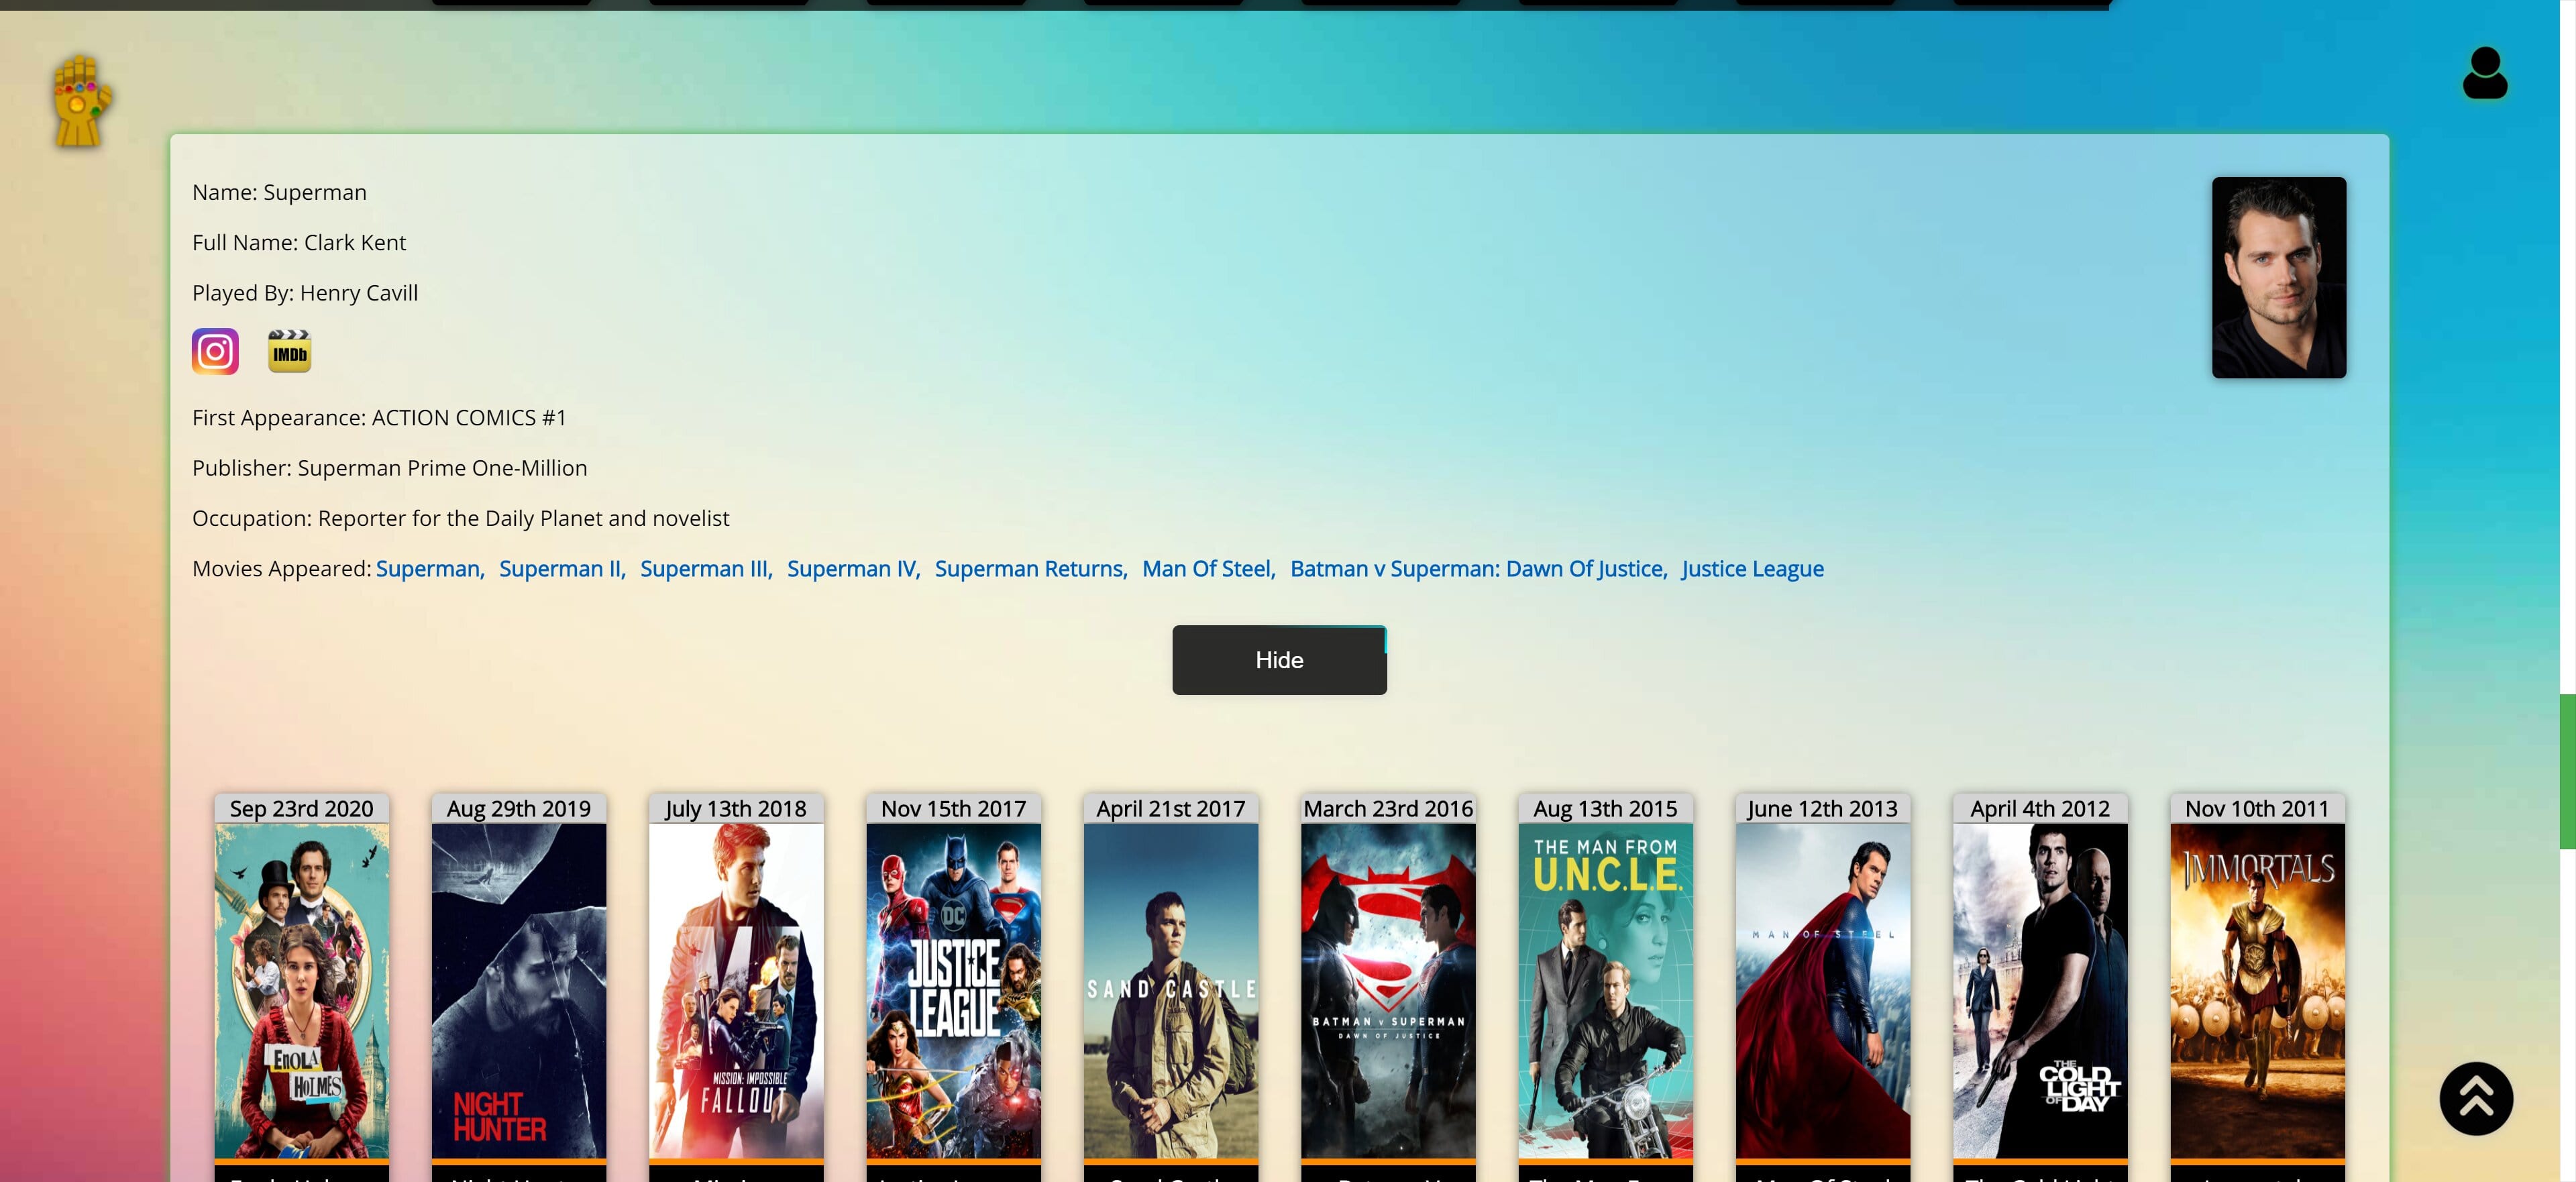 Name: Superman
Full Name: Clark Kent
Played By: Henry Cavill
IMDb
First Appearance: ACTION COMICS #1
Publisher: Superman Prime One-Million
Occupation: Reporter for the Daily Planet and novelist
Movies Appeared: Superman, Superman II, Superman III, Superman IV, Superman Returns, Man Of Steel, Batman v Superman: Dawn Of Justice, Justice League
Hide
Sep 23rd 2020
ENOLA
HOLMES
Aug 29th 2019
NIGHT
HUNTER
July 13th 2018
MISSION: IMPOSSIBLE
FALLOUT
Nov 15th 2017
DC
JUSTICE
LEAGUE
April 21st 2017
SAND CASTLE
March 23rd 2016
BATMAN v SUPERMAN
DAWN OF JUSTICE
Aug 13th 2015
THE MAN FROM
U.N.C.L.E.
June 12th 2013
MAN OF STEEL
April 4th 2012
THE
COLD
LIGHT
OF DAY
Nov 10th 2011
IMMORTALS